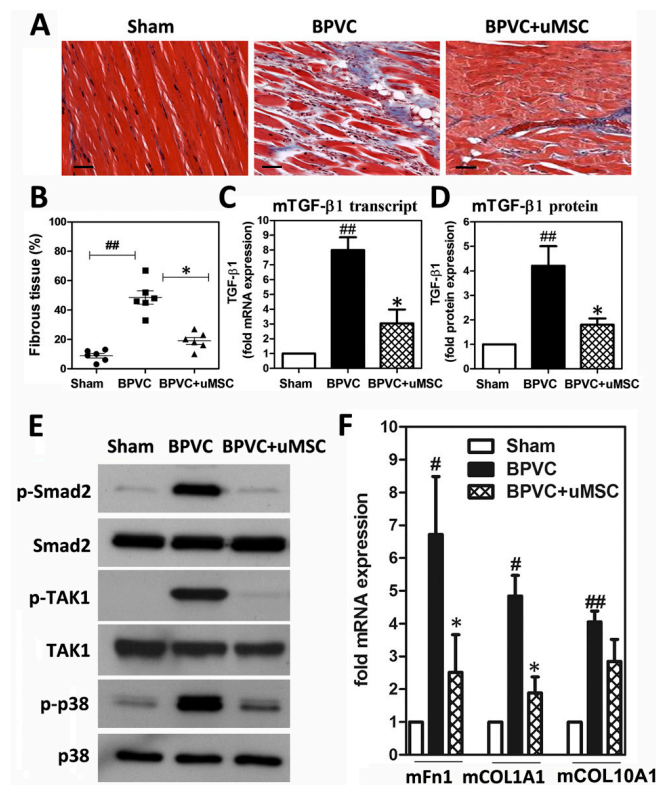 A
Sham
BPVC
BPVC+uMSC
B
Fibrous tissue (%)
100
80
60
40
20
0
##
*
Sham
BPVC
BPVC+uMSC
C
mTGF-β1 transcript
TGF-β1
(fold mRNA expression)
10
9
8
7
6
5
4
3
2
1
0
##
*
Sham
BPVC
BPVC+uMSC
D
mTGF-β1 protein
TGF-β1
(fold protein expression)
6
5
4
3
2
1
0
##
*
Sham
BPVC
BPVC+uMSC
E
Sham BPVC BPVC+uMSC
p-Smad2
Smad2
p-TAK1
TAK1
p-p38
p38
F
fold mRNA expression
10
9
8
7
6
5
4
3
2
1
0
Sham
BPVC
BPVC+uMSC
#
*
#
*
##
mFn1 mCOL1A1 mCOL10A1